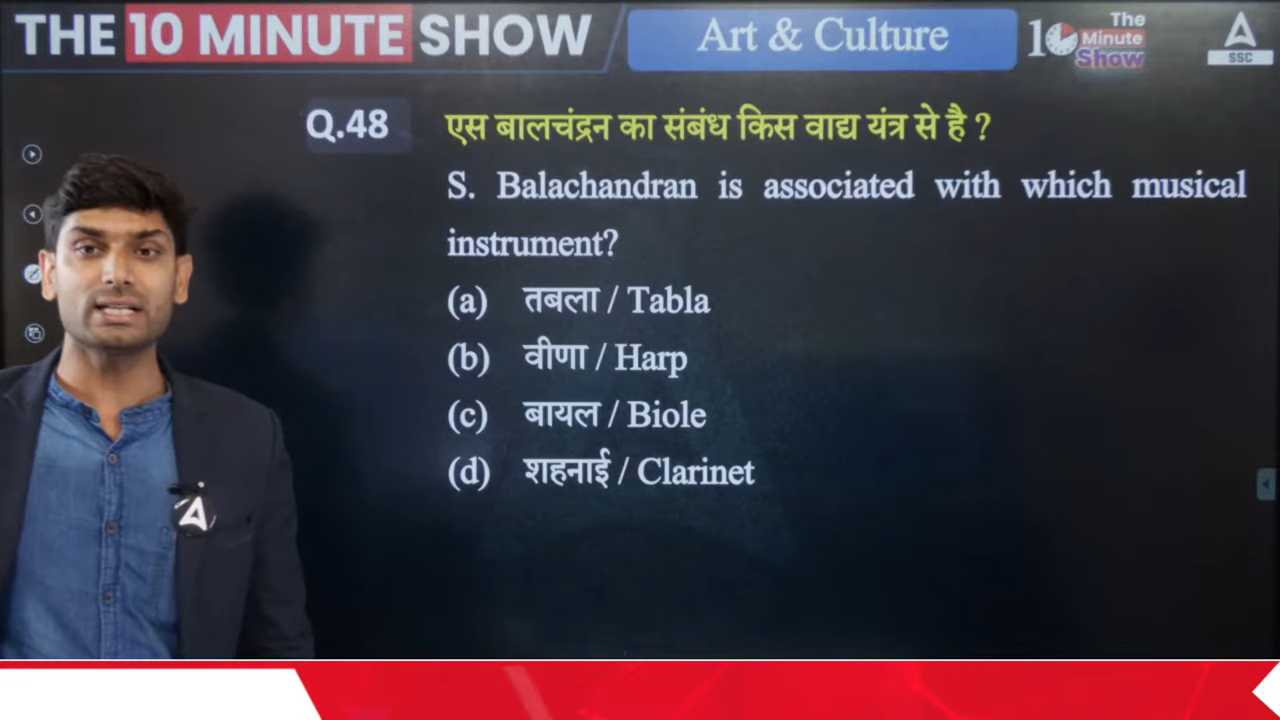 THE 10 MINUTE SHOW
Art & Culture
The
10 Minute
Show
SSC
Q.48 एस बालचंद्रन का संबंध किस वाद्य यंत्र से है ?
S. Balachandran is associated with which musical
instrument?
(a) तबला / Tabla
(b) वीणा / Harp
(c) बायल / Biole
(d) शहनाई / Clarinet